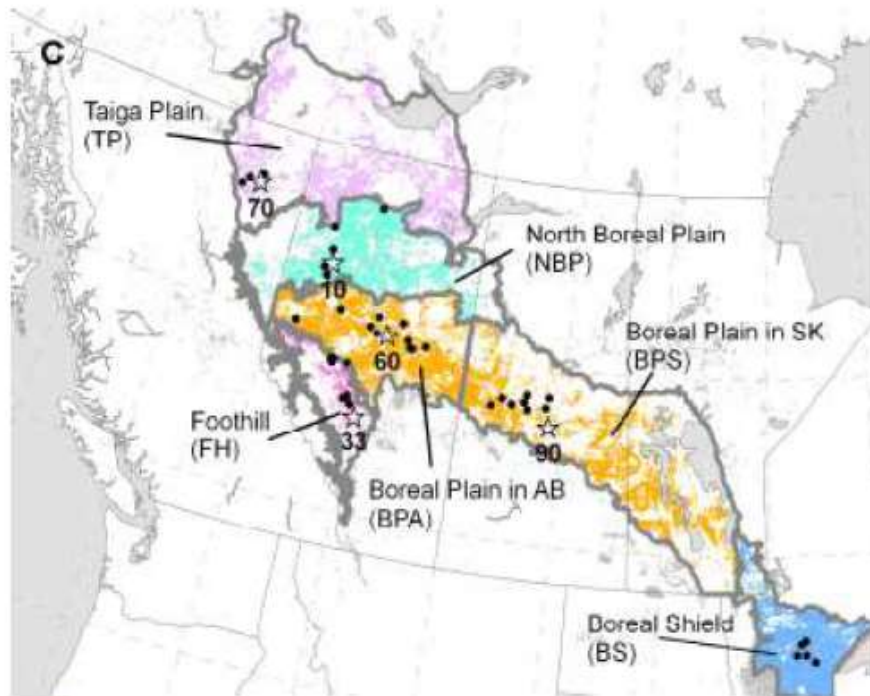 C
Taiga Plain
(TP)
70
North Boreal Plain
(NBP)
10
Boreal Plain in SK
(BPS)
60
Foothill
(FH)
33
90
Boreal Plain in AB
(BPA)
Doreal Shield
(BS)